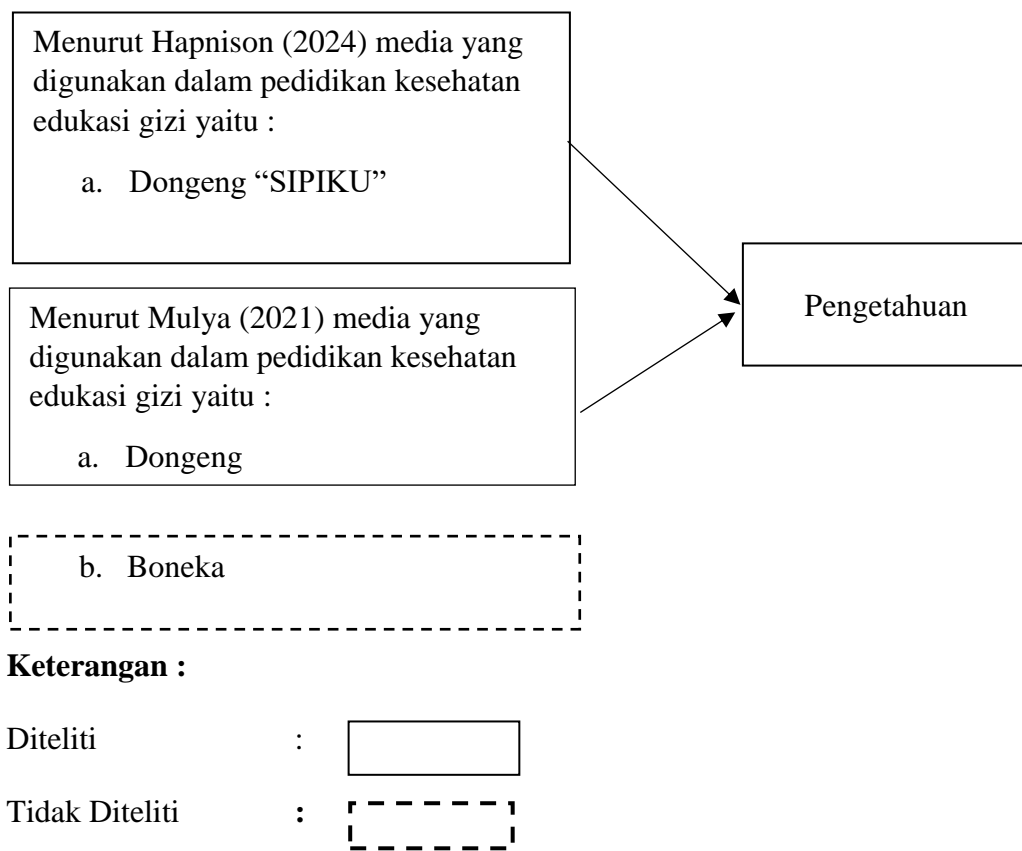 Menurut Hapnison (2024) media yang
digunakan dalam pedidikan kesehatan
edukasi gizi yaitu :
a. Dongeng “SIPIKU”
Pengetahuan
Menurut Mulya (2021) media yang
digunakan dalam pedidikan kesehatan
edukasi gizi yaitu :
a. Dongeng
b. Boneka
Keterangan :
Diteliti :
Tidak Diteliti :